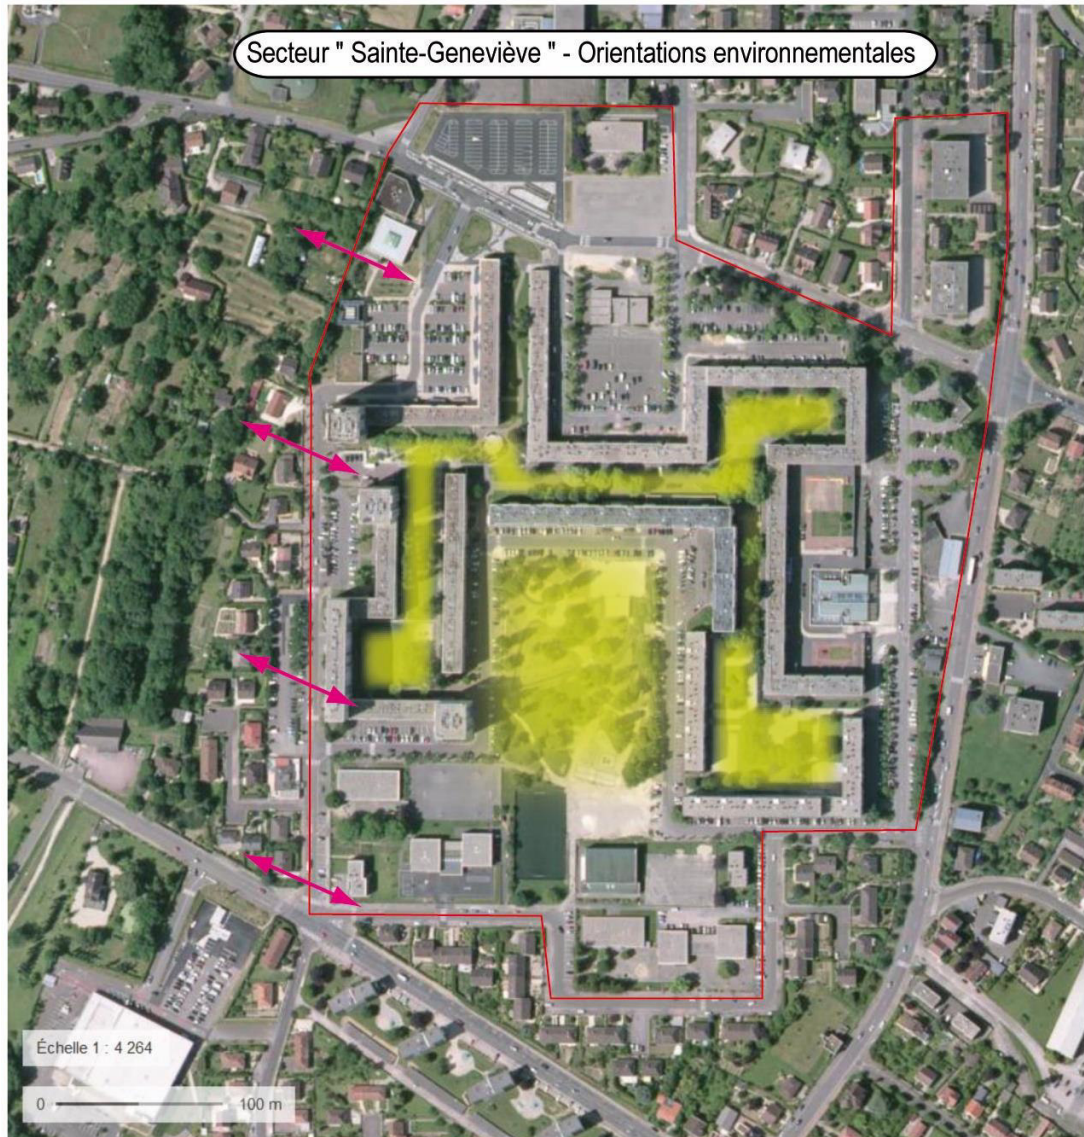 Secteur " Sainte-Geneviève " - Orientations environnementales
Échelle 1 : 4 264
0 100 m